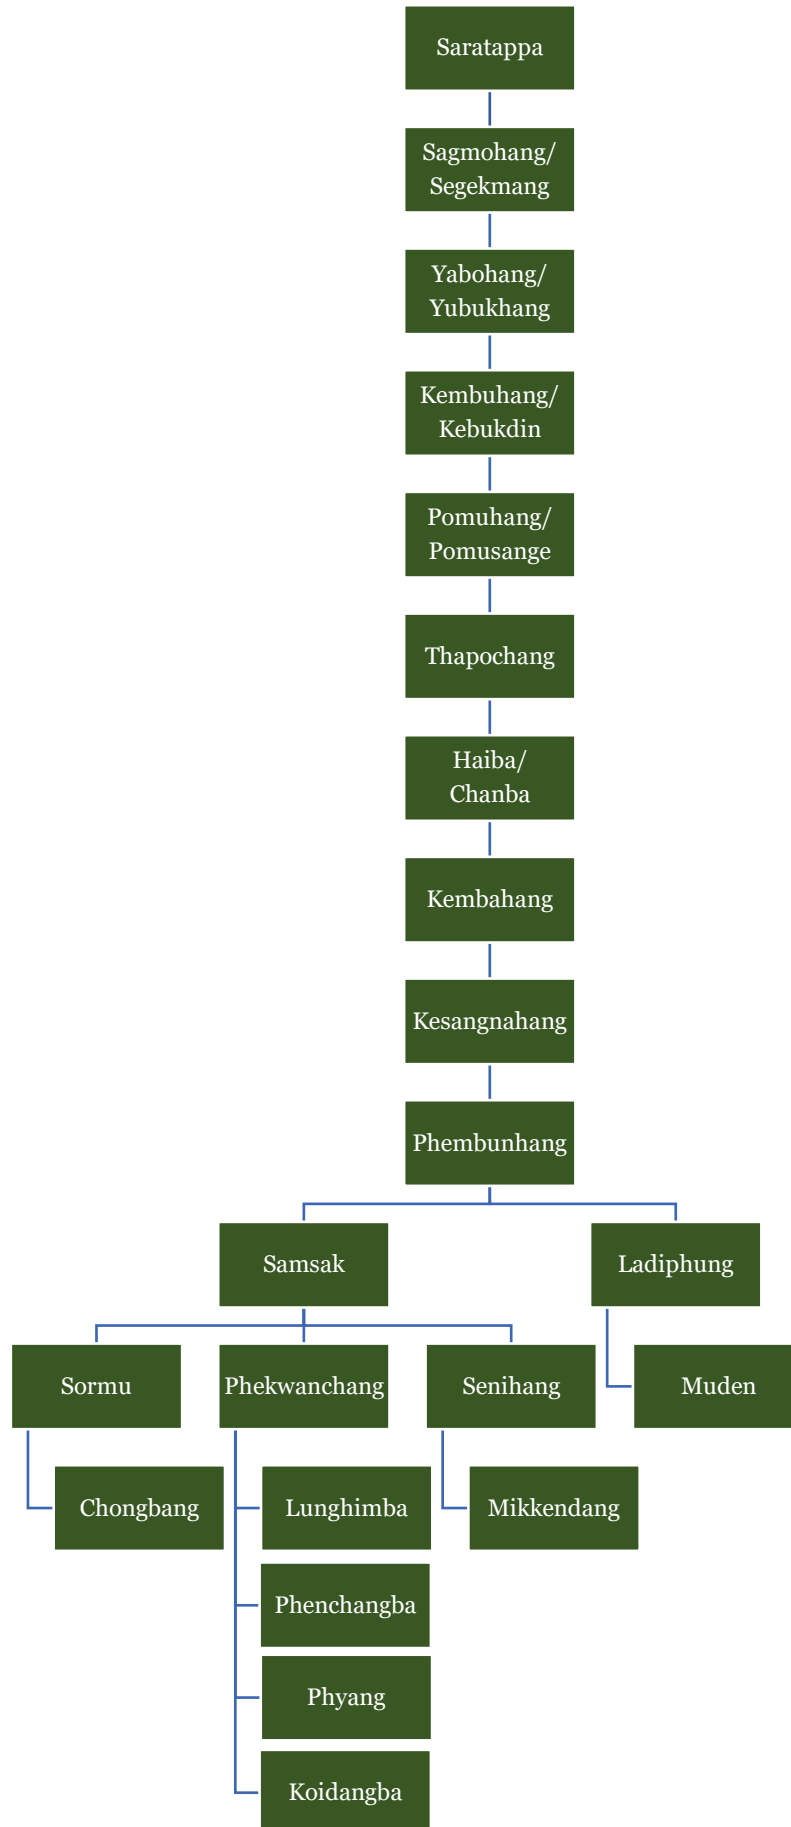 Saratappa
Sagmohang/
Segekmang
Yabohang/
Yubukhang
Kembuhang/
Kebukdin
Pomuhang/
Pomusange
Thapochang
Haiba/
Chanba
Kembahang
Kesangnahang
Phembunhang
Samsak
Ladiphung
Sormu
Phekwanchang
Senihang
Muden
Chongbang
Lunghimba
Mikkendang
Phenchangba
Phyang
Koidangba